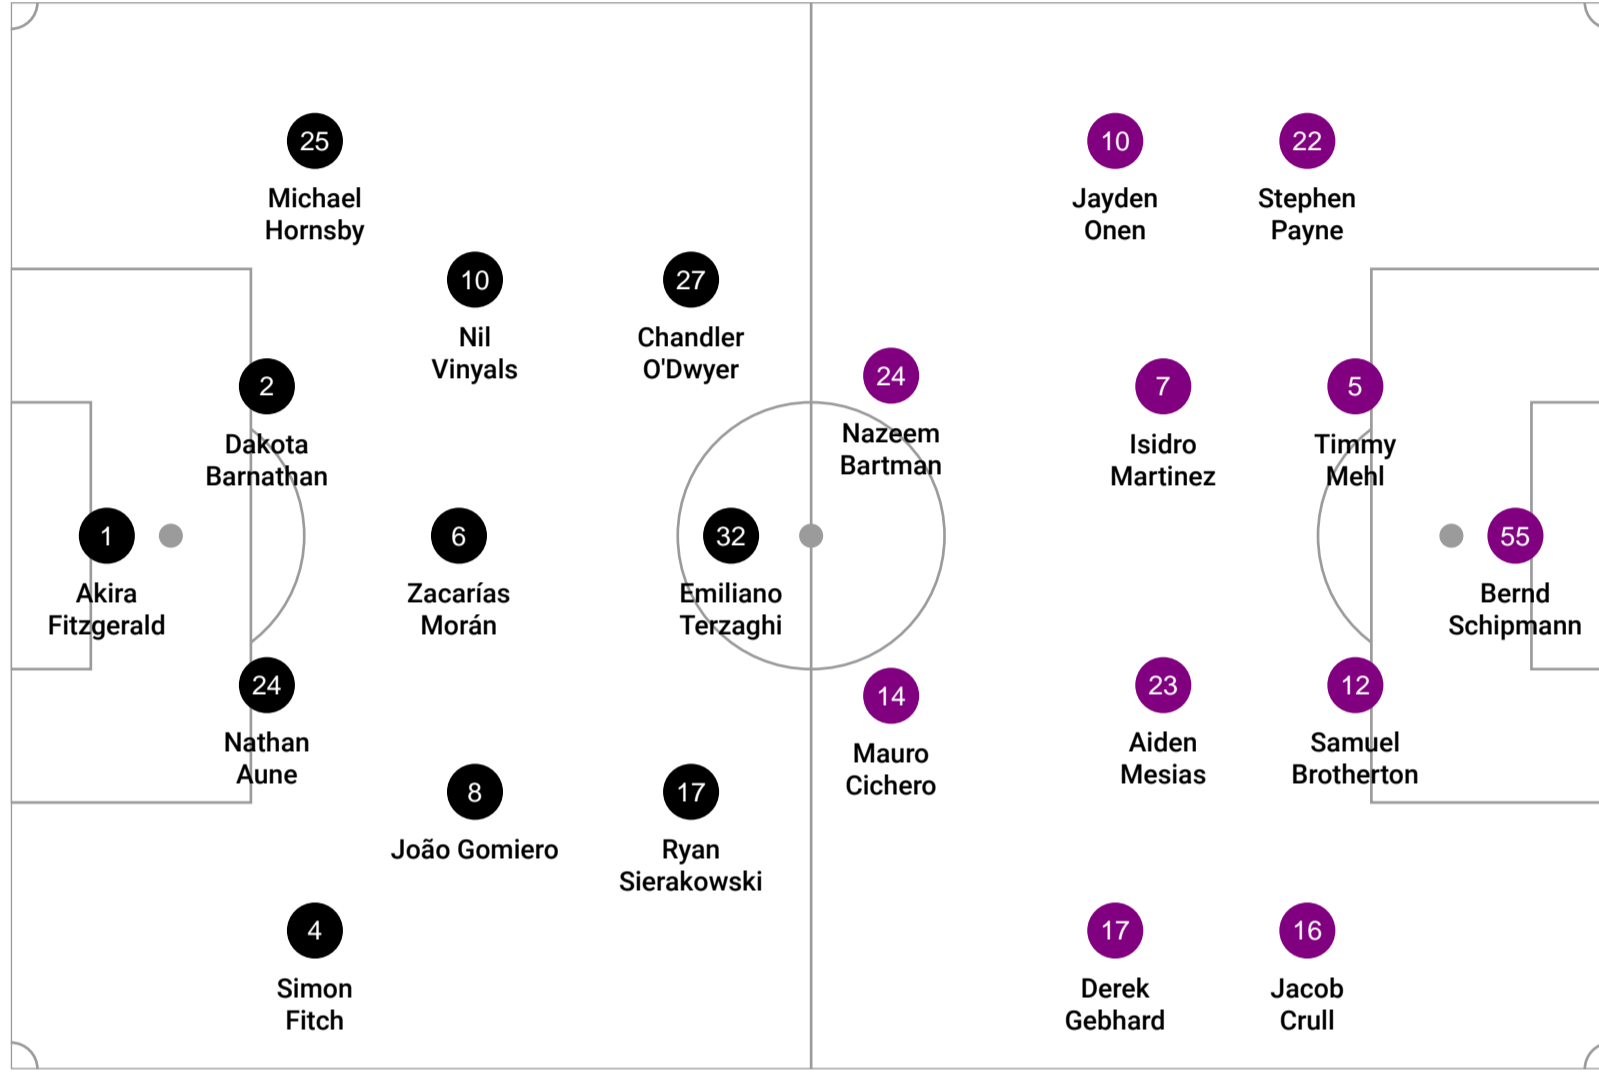 25
Michael
Hornsby
10
Nil
Vinyals
27
Chandler
O'Dwyer
2
Dakota
Barnathan
1
Akira
Fitzgerald
6
Zacarías
Morán
32
Emiliano
Terzaghi
24
Nathan
Aune
8
João Gomiero
17
Ryan
Sierakowski
4
Simon
Fitch
10
Jayden
Onen
22
Stephen
Payne
24
Nazeem
Bartman
7
Isidro
Martinez
5
Timmy
Mehl
55
Bernd
Schipmann
14
Mauro
Cichero
23
Aiden
Mesias
12
Samuel
Brotherton
17
Derek
Gebhard
16
Jacob
Crull